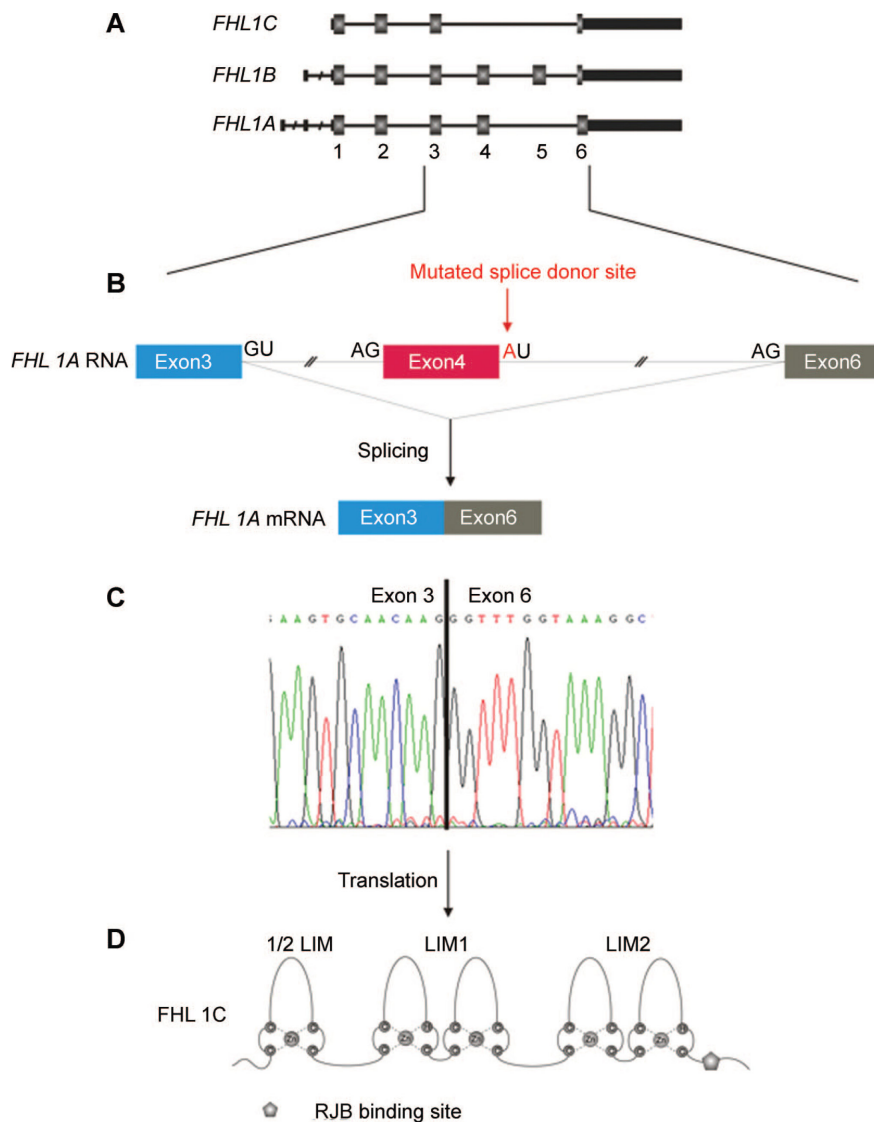 A
FHL1C
FHL1B
FHL1A
1 2 3 4 5 6
B
Mutated splice donor site
FHL 1A RNA Exon3 GU AG Exon4 AU AG Exon6
Splicing
FHL 1A mRNA Exon3 Exon6
C
Exon 3 Exon 6
A A G T G C A A C A A G G G T T T G G T A A A G G C
Translation
D
1/2 LIM LIM1 LIM2
FHL 1C
Zn Zn Zn Zn Zn
RJB binding site